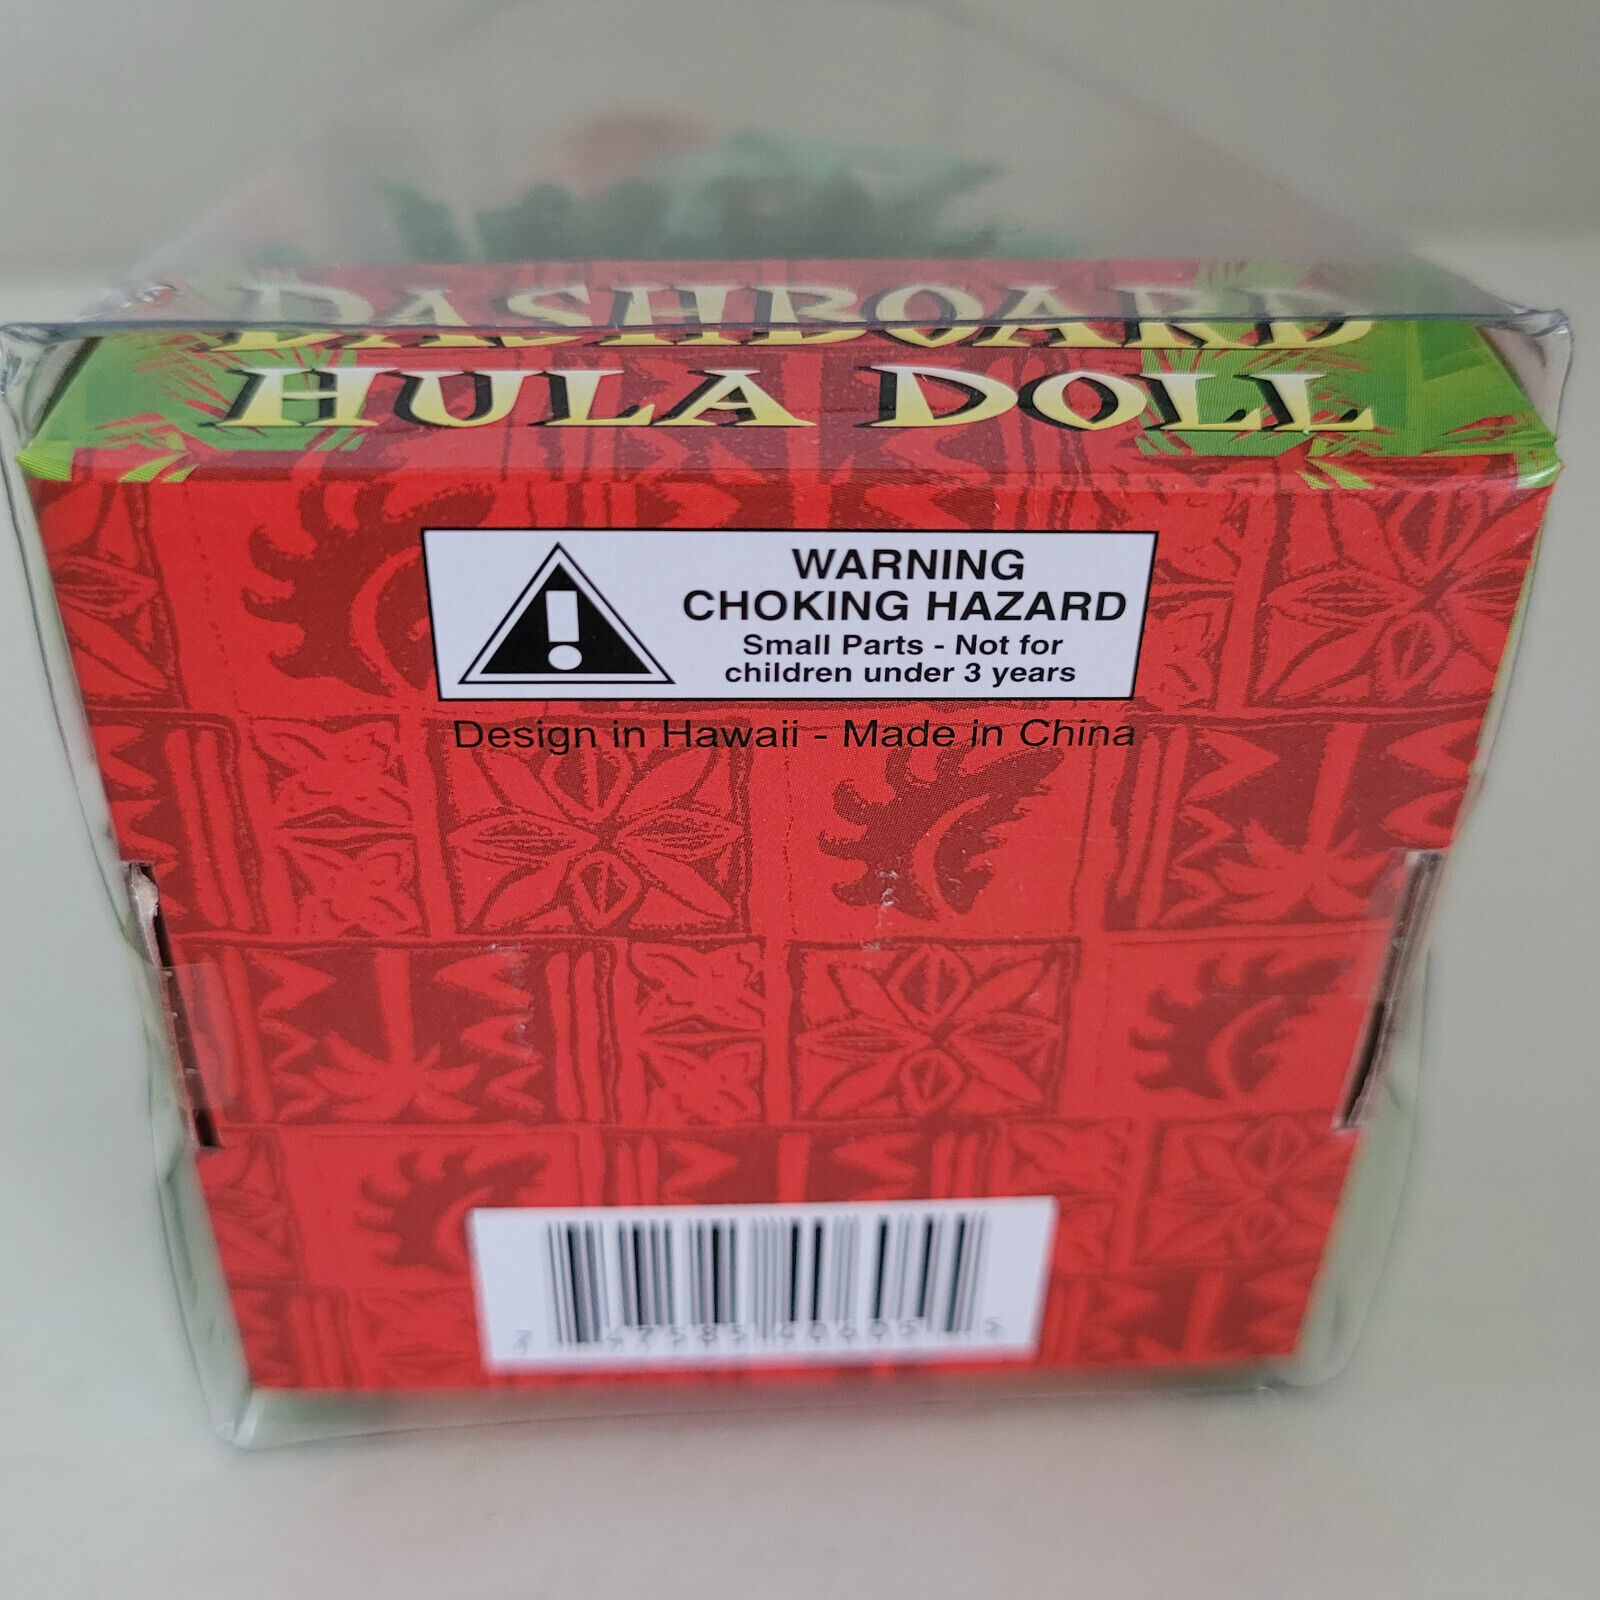 DASHBOARD
HULA DOLL
WARNING
CHOKING HAZARD
Small Parts - Not for
children under 3 years
Design in Hawaii - Made in China